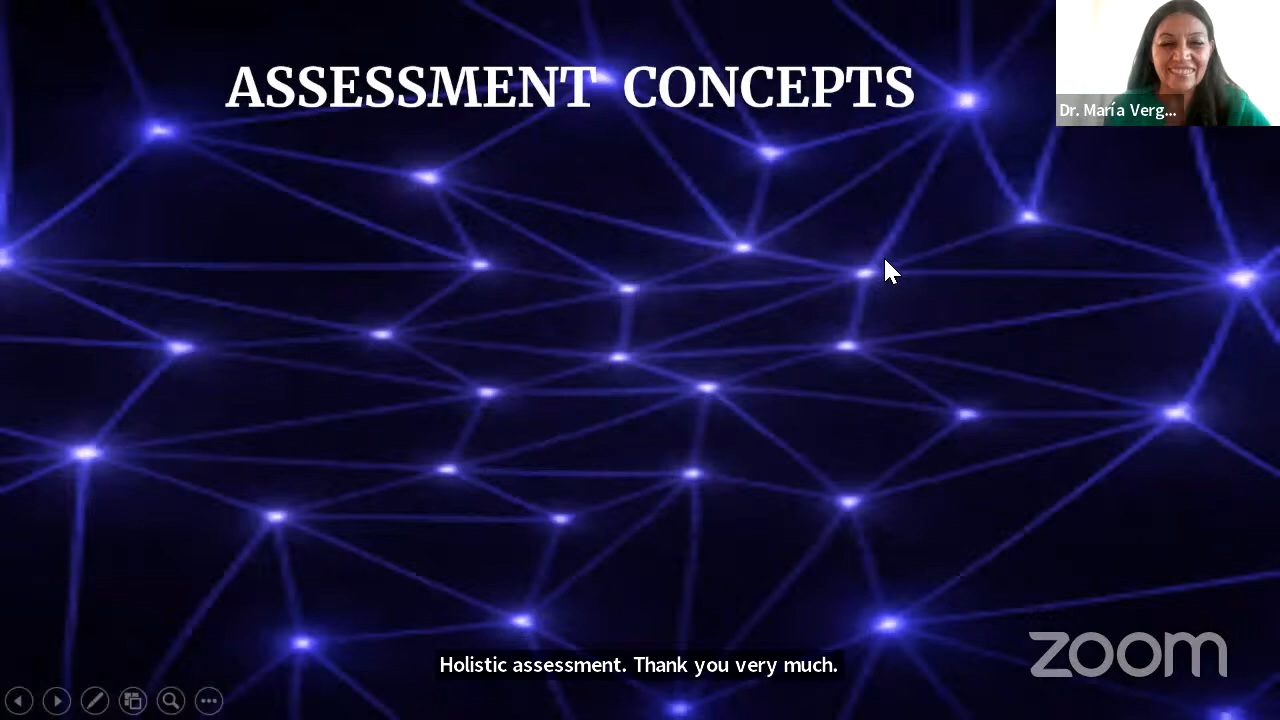 ASSESSMENT CONCEPTS
Dr. María Verg...
Holistic assessment. Thank you very much.
zoom